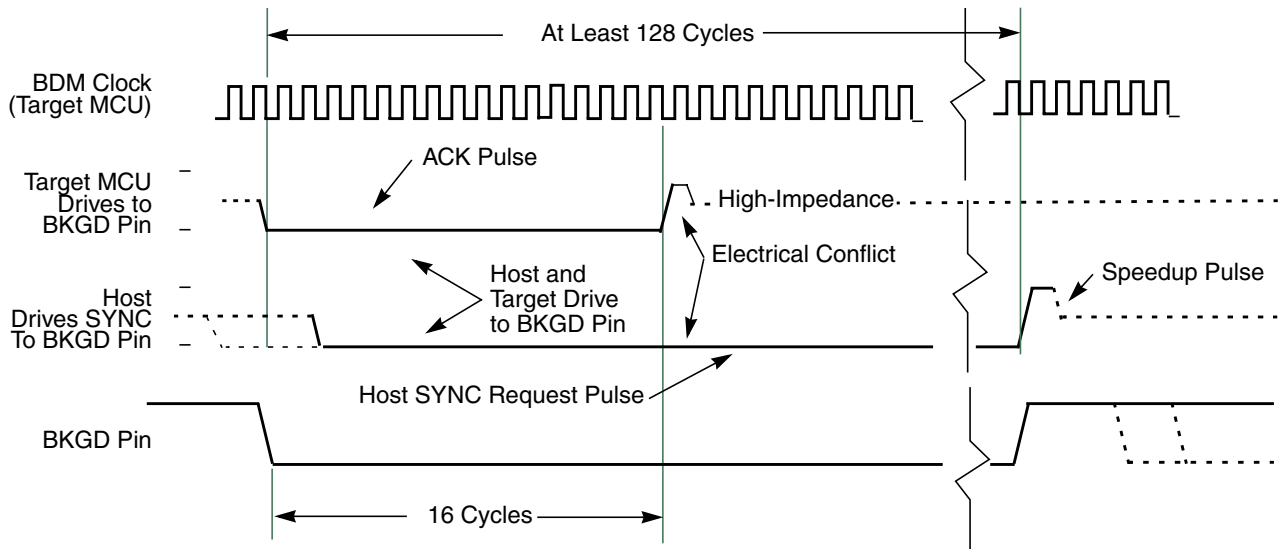 At Least 128 Cycles
BDM Clock
(Target MCU)
ACK Pulse
Target MCU
Drives to
BKGD Pin
High-Impedance
Electrical Conflict
Host and
Target Drive
to BKGD Pin
Speedup Pulse
Host
Drives SYNC
To BKGD Pin
Host SYNC Request Pulse
BKGD Pin
16 Cycles